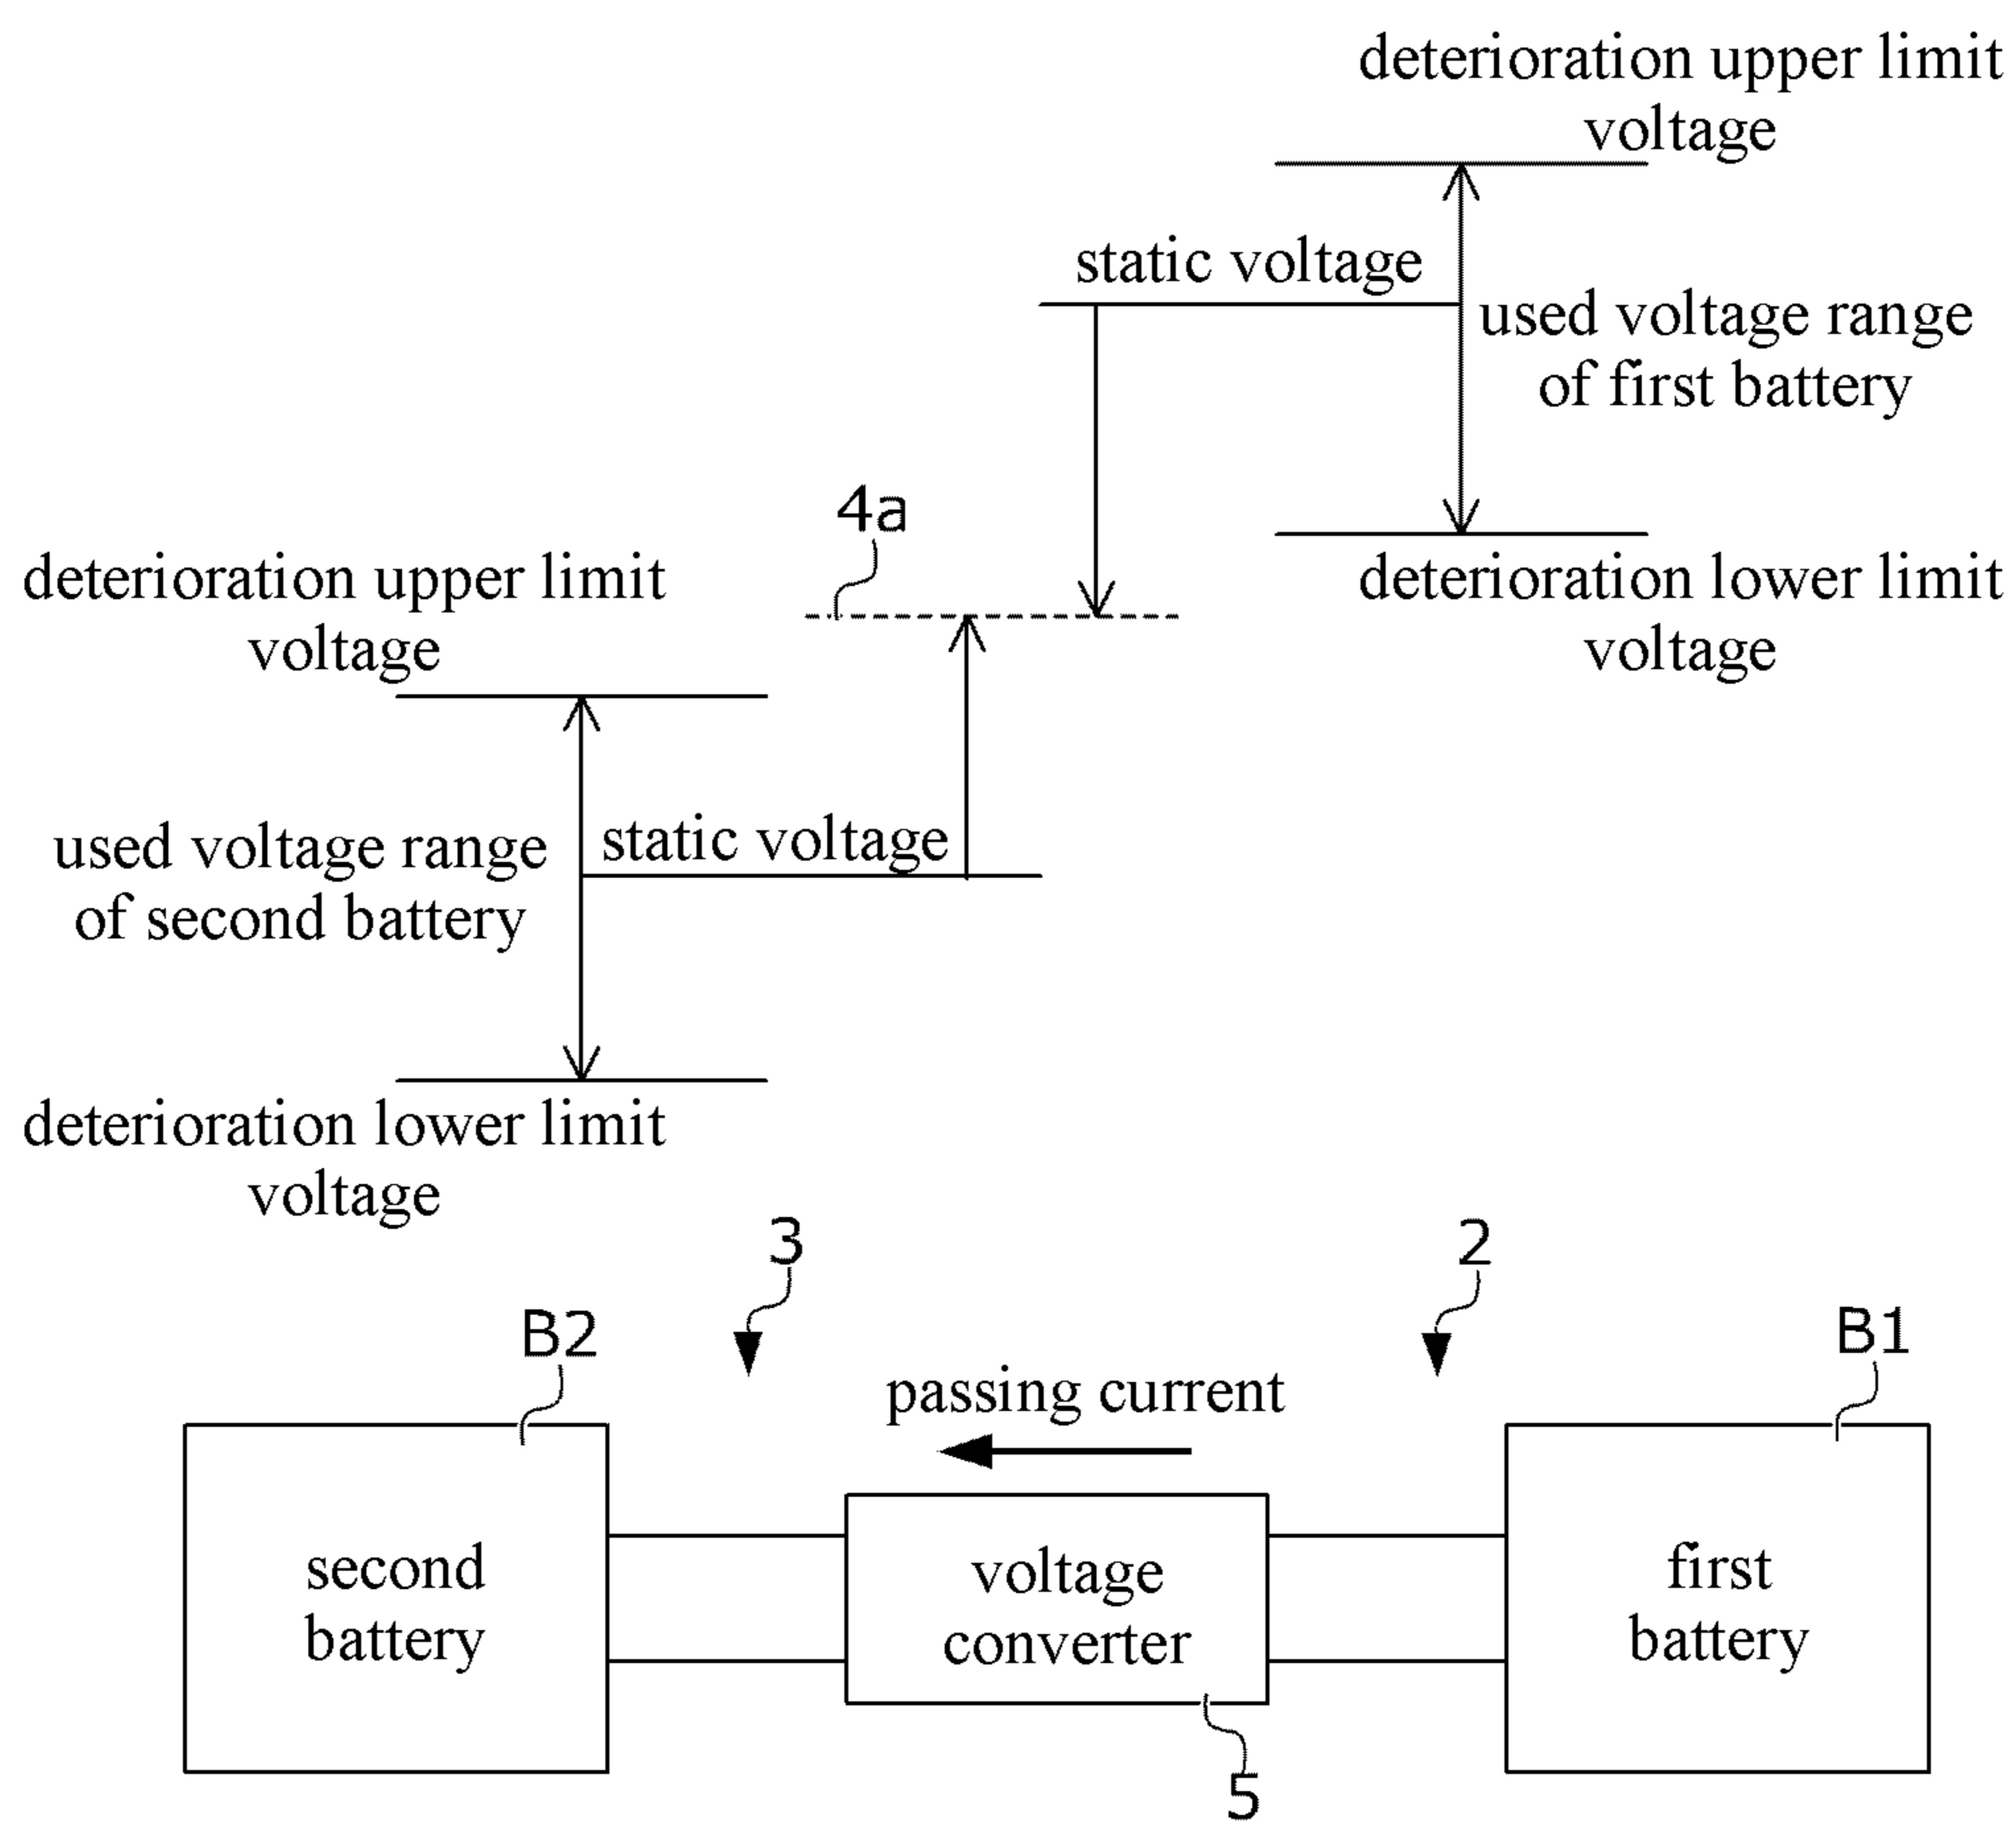 deterioration upper limit
voltage
static voltage
used voltage range
of first battery
4a
deterioration lower limit
voltage
deterioration upper limit
voltage
used voltage range
of second battery
static voltage
deterioration lower limit
voltage
3
2
B2
B1
passing current
second
battery
voltage
converter
first
battery
5